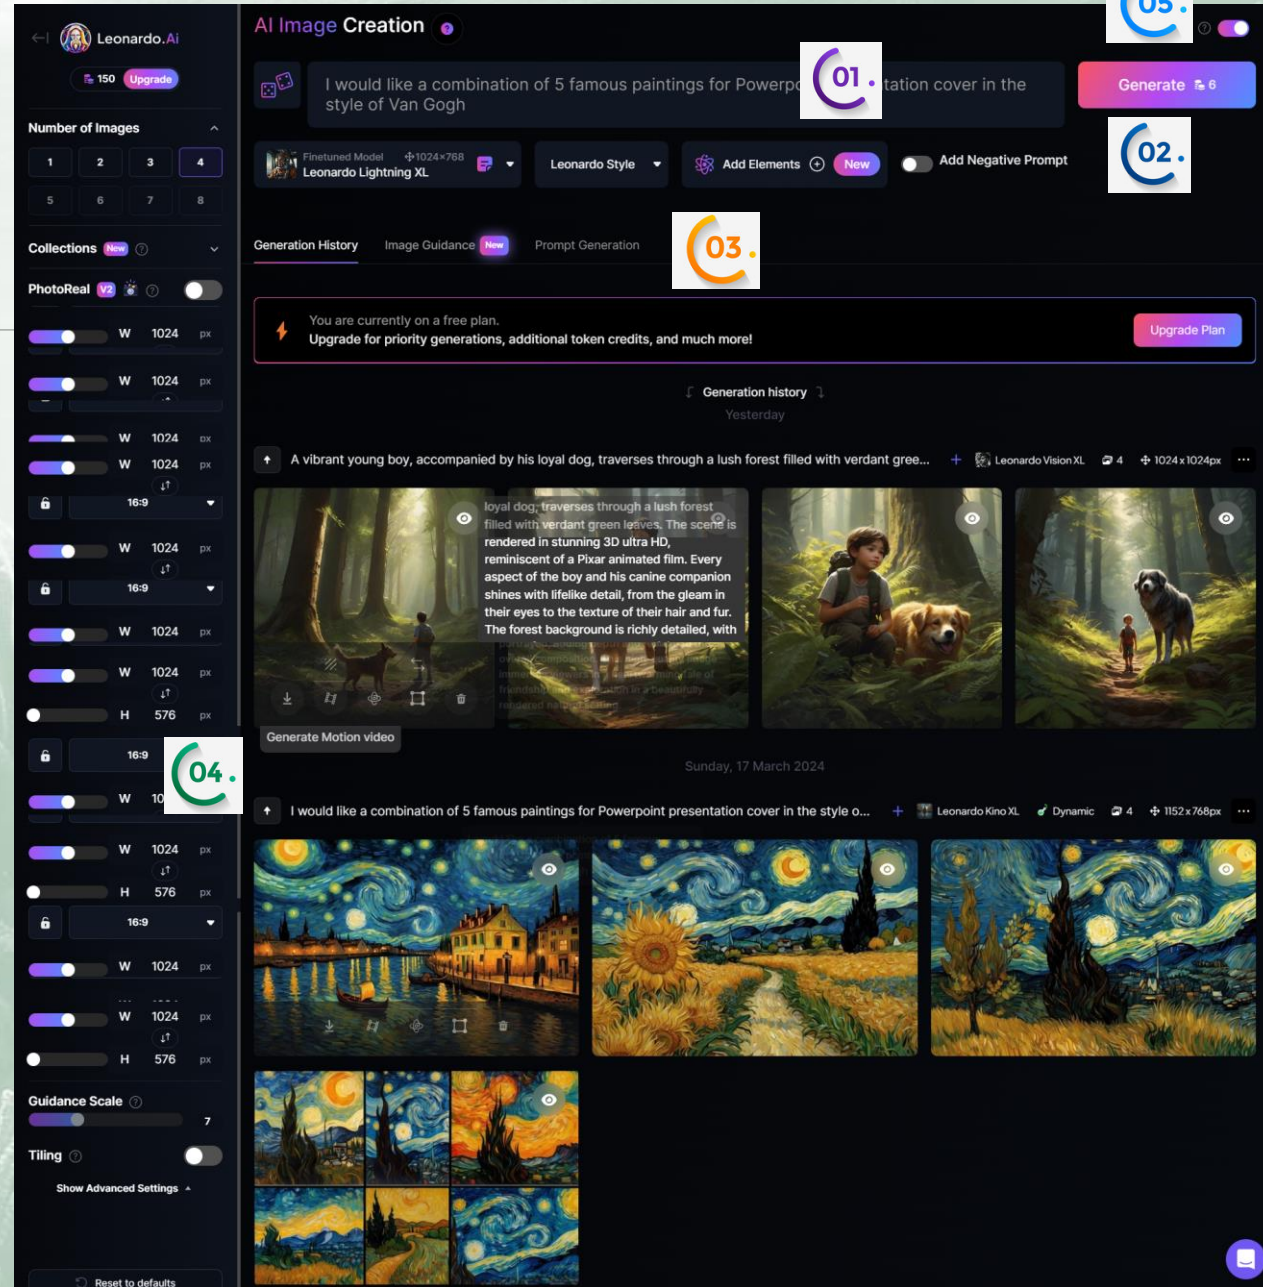 Leonardo.Ai
150 Upgrade
Number of Images
1 2 3 4
5 6 7 8
Collections New
PhotoReal V2
W 1024 px
W 1024 px
W 1024 px
W 1024 px
16:9
W 1024 px
16:9
W 1024 px
W 1024 px
H 576 px
16:9
04.
W
W 1024 px
H 576 px
16:9
W 1024 px
W 1024 px
H 576 px
Guidance Scale
7
Tiling
Show Advanced Settings
Reset to defaults
AI Image Creation
05.
01.
I would like a combination of 5 famous paintings for Powerpo tation cover in the
style of Van Gogh
Generate 6
02.
Finetuned Model 1024×768
Leonardo Lightning XL
Leonardo Style
Add Elements New
Add Negative Prompt
Generation History Image Guidance New Prompt Generation
03.
You are currently on a free plan.
Upgrade for priority generations, additional token credits, and much more!
Upgrade Plan
Generation history
Yesterday
A vibrant young boy, accompanied by his loyal dog, traverses through a lush forest filled with verdant gree... Leonardo Vision XL 4 1024 x 1024px
loyal dog, traverses through a lush forest
filled with verdant green leaves. The scene is
rendered in stunning 3D ultra HD,
reminiscent of a Pixar animated film. Every
aspect of the boy and his canine companion
shines with lifelike detail, from the gleam in
their eyes to the texture of their hair and fur.
The forest background is richly detailed, with
friendship in a beautifully
rendered
Generate Motion video
Sunday, 17 March 2024
I would like a combination of 5 famous paintings for Powerpoint presentation cover in the style o... Leonardo Kino XL Dynamic 4 1152 x 768px